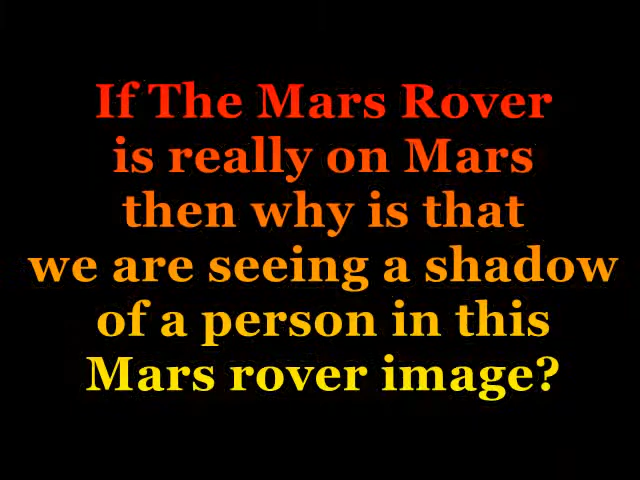 If The Mars Rover
is really on Mars
then why is that
we are seeing a shadow
of a person in this
Mars rover image?